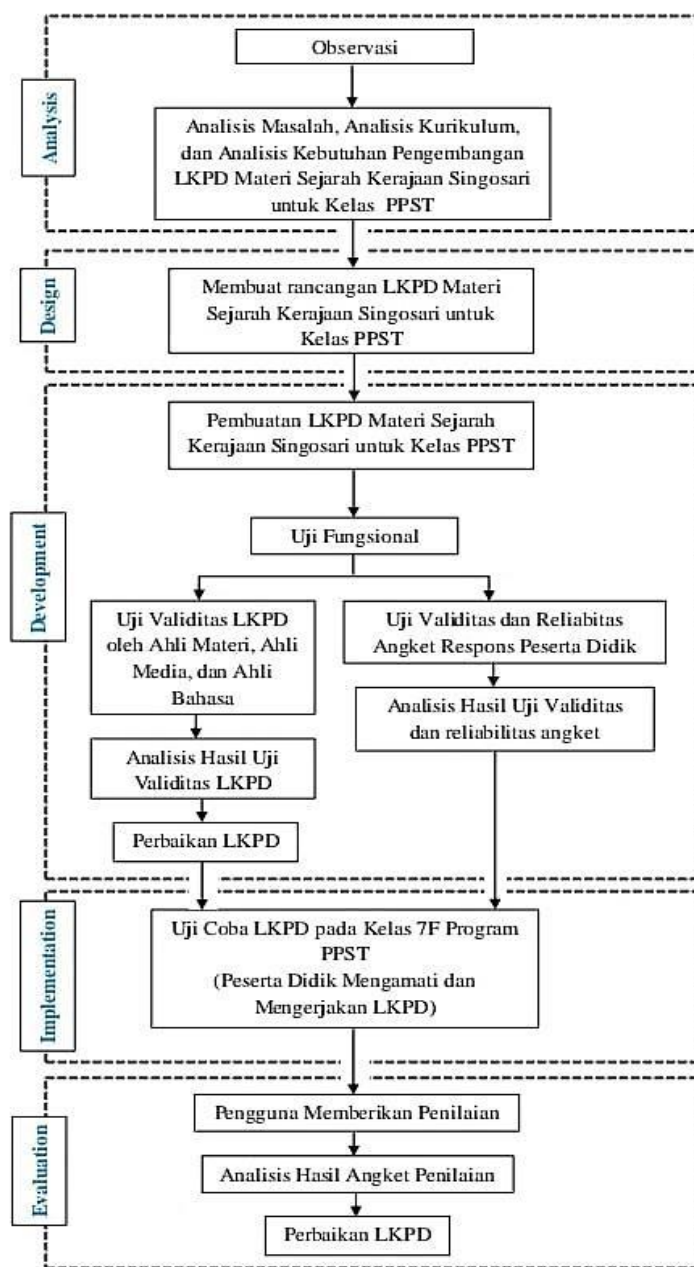 Analysis
Observasi
Analisis Masalah, Analisis Kurikulum,
dan Analisis Kebutuhan Pengembangan
LKPD Materi Sejarah Kerajaan Singosari
untuk Kelas PPST
Design
Membuat rancangan LKPD Materi
Sejarah Kerajaan Singosari untuk
Kelas PPST
Development
Pembuatan LKPD Materi Sejarah
Kerajaan Singosari untuk Kelas PPST
Uji Fungsional
Uji Validitas LKPD
oleh Ahli Materi, Ahli
Media, dan Ahli
Bahasa
Analisis Hasil Uji
Validitas LKPD
Perbaikan LKPD
Uji Validitas dan Reliabitas
Angket Respons Peserta Didik
Analisis Hasil Uji Validitas
dan reliabilitas angket
Implementation
Uji Coba LKPD pada Kelas 7F Program
PPST
(Peserta Didik Mengamati dan
Mengerjakan LKPD)
Evaluation
Pengguna Memberikan Penilaian
Analisis Hasil Angket Penilaian
Perbaikan LKPD